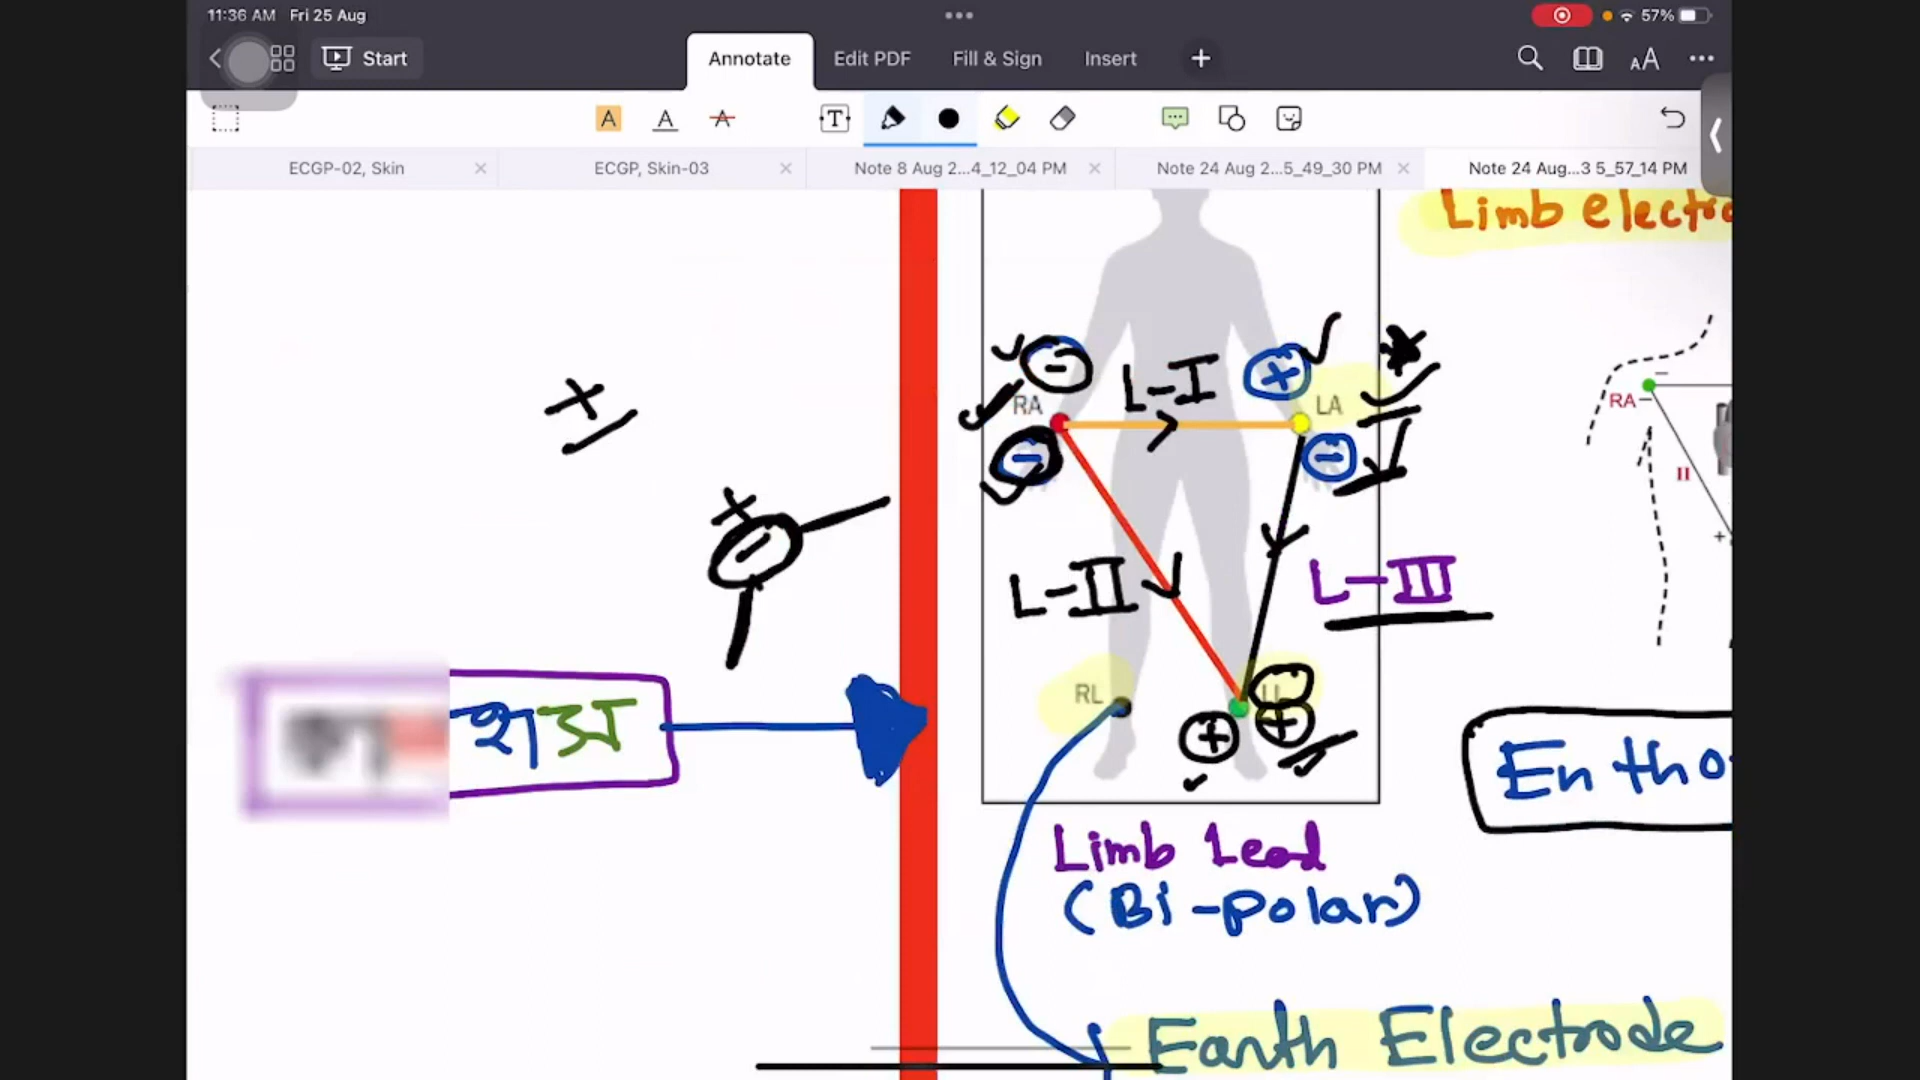 11:36 AM Fri 25 Aug
57%
Start
Annotate
Edit PDF
Fill & Sign
Insert
AA
A
A
A
T
ECGP-02, Skin
ECGP, Skin-03
Note 8 Aug 2...4_12_04 PM
Note 24 Aug 2...5_49_30 PM
Note 24 Aug...3 5_57_14 PM
Limb electro
- L-I +
RA LA
- -
L-II L-III
RL
+ +
+
-
RA -
II
+
En tho
Limb Lead
(Bi-polar)
Earth Electrode